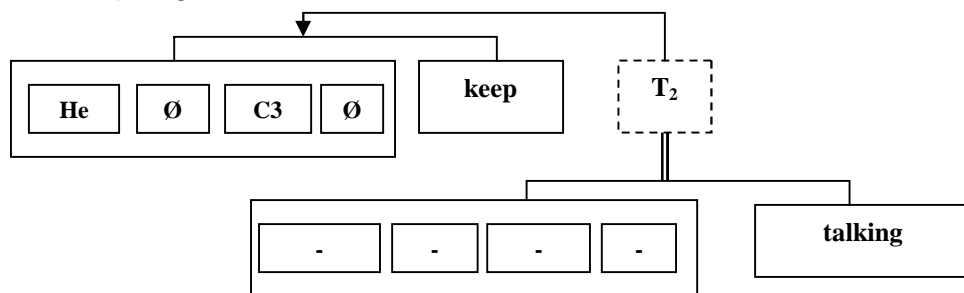 keep
T₂
He Ø C3 Ø
- - - -
talking